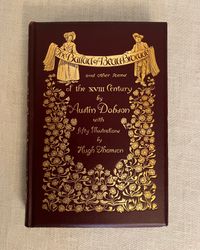 The Ballad of Beau Brocade
and other Poems
of the XVIII Century
by
Austin Dobson
with
fifty Illustrations
by
Hugh Thomson